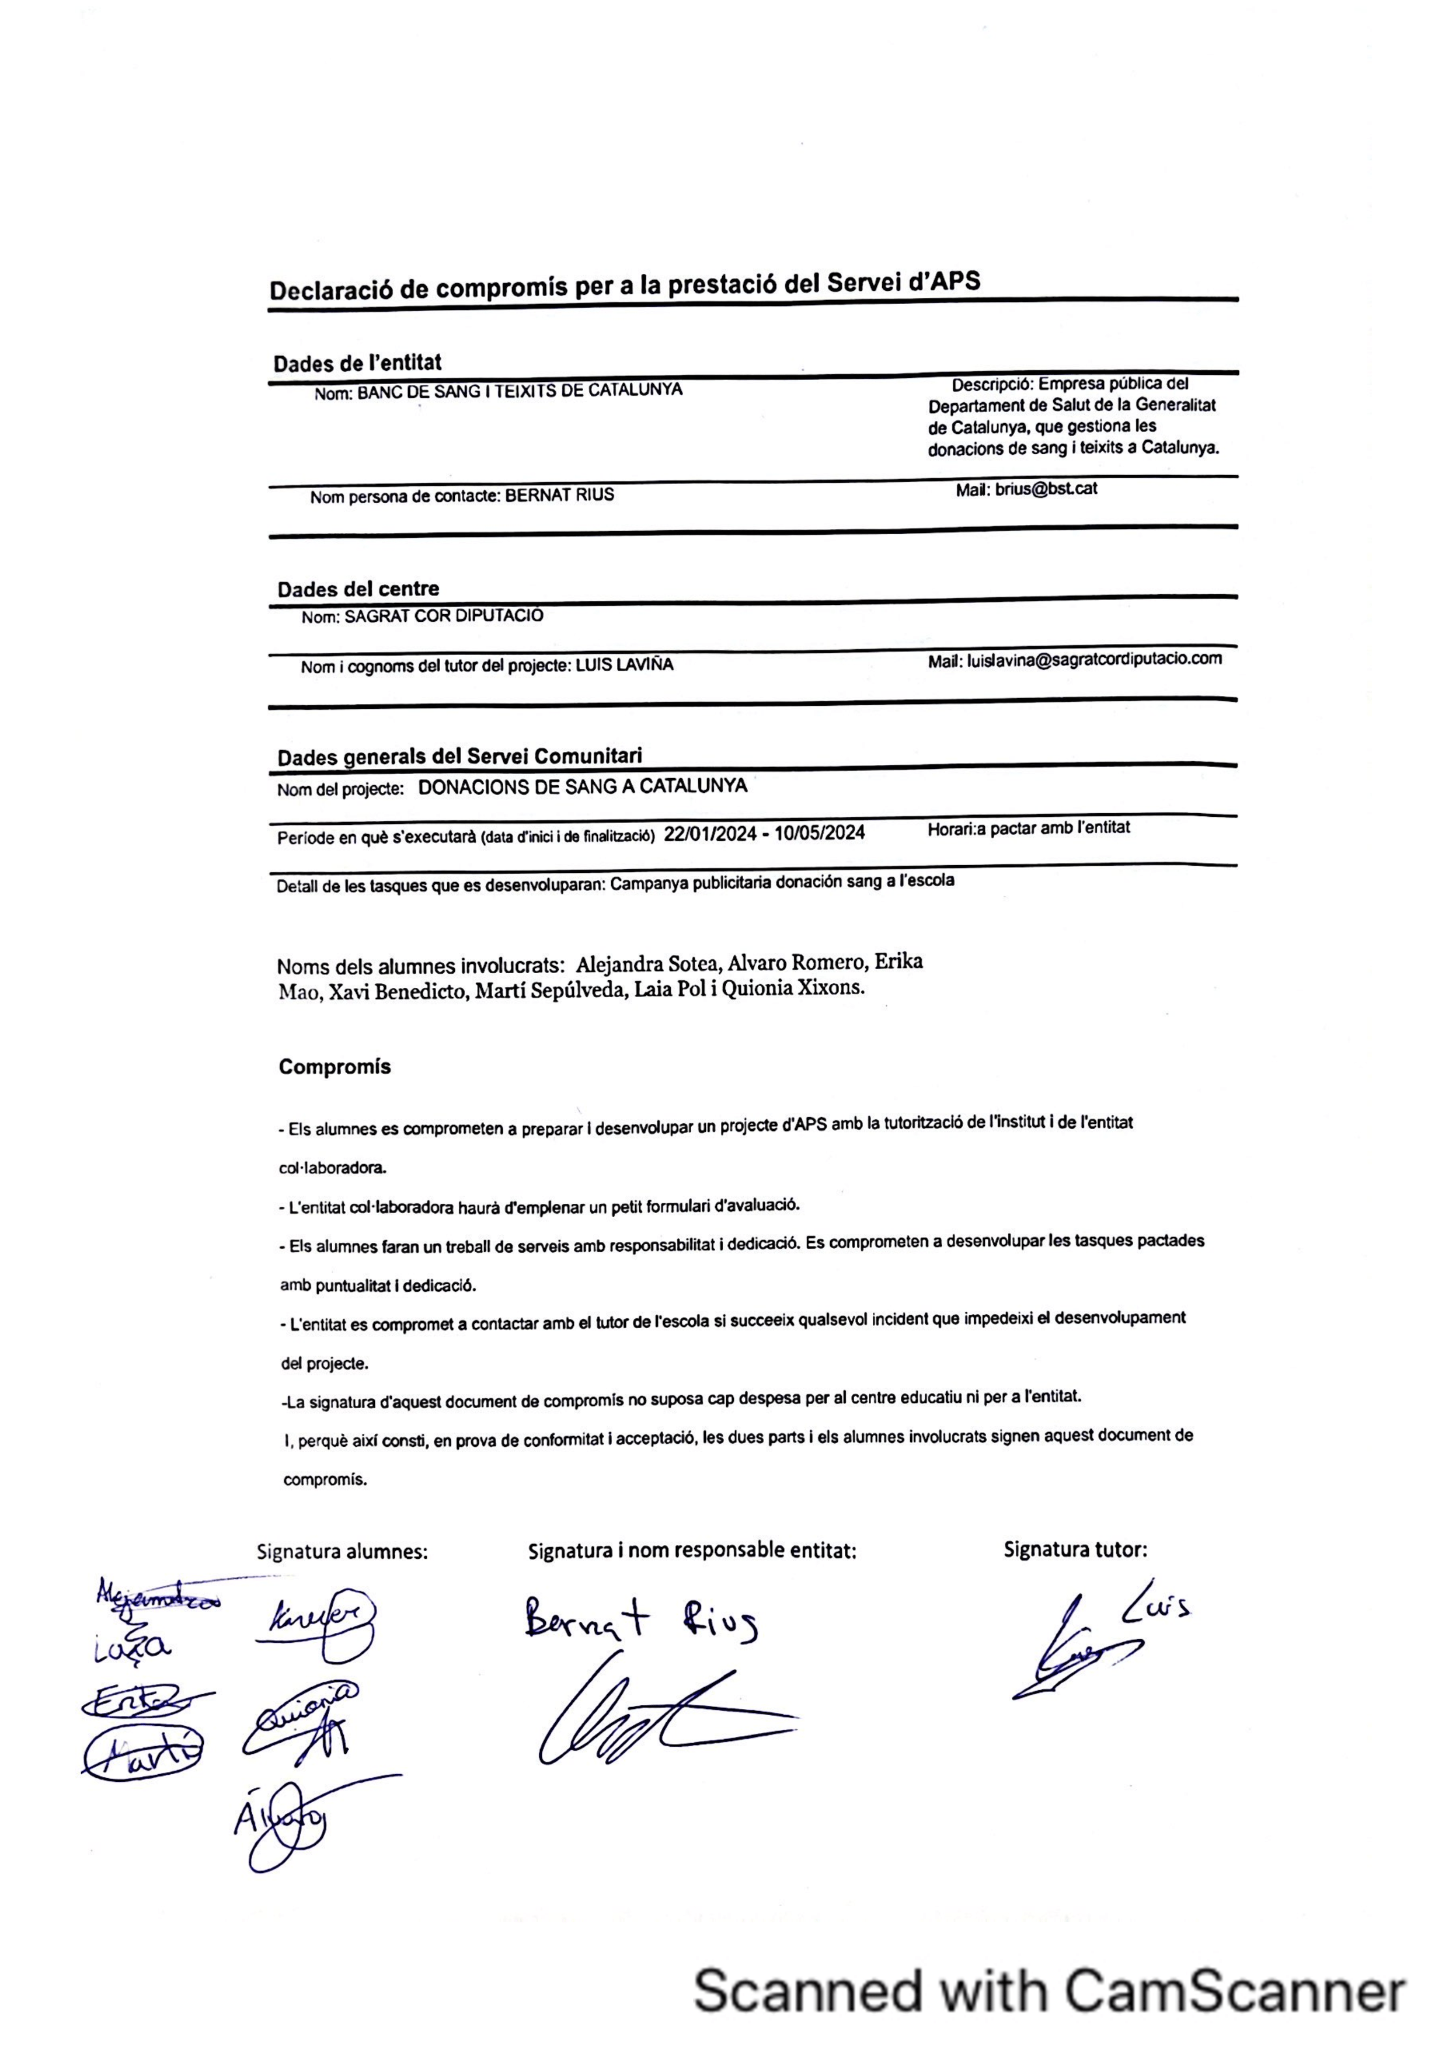 Declaració de compromís per a la prestació del Servei d'APS
Dades de l'entitat
Nom: BANC DE SANG I TEIXITS DE CATALUNYA
Descripció: Empresa pública del
Departament de Salut de la Generalitat
de Catalunya, que gestiona les
donacions de sang i teixits a Catalunya.
Nom persona de contacte: BERNAT RIUS
Mail: brius@bst.cat
Dades del centre
Nom: SAGRAT COR DIPUTACIÓ
Nom i cognoms del tutor del projecte: LUIS LAVIÑA
Mail: luislavina@sagratcordiputacio.com
Dades generals del Servei Comunitari
Nom del projecte: DONACIONS DE SANG A CATALUNYA
Període en què s'executarà (data d'inici i de finalització) 22/01/2024 - 10/05/2024
Horari:a pactar amb l'entitat
Detall de les tasques que es desenvoluparan: Campanya publicitaria donación sang a l'escola
Noms dels alumnes involucrats: Alejandra Sotea, Alvaro Romero, Erika
Mao, Xavi Benedicto, Martí Sepúlveda, Laia Pol i Quionia Xixons.
Compromís
- Els alumnes es comprometen a preparar i desenvolupar un projecte d'APS amb la tutorització de l'institut i de l'entitat
col·laboradora.
- L'entitat col·laboradora haurà d'emplenar un petit formulari d'avaluació.
- Els alumnes faran un treball de serveis amb responsabilitat i dedicació. Es comprometen a desenvolupar les tasques pactades
amb puntualitat i dedicació.
- L'entitat es compromet a contactar amb el tutor de l'escola si succeeix qualsevol incident que impedeixi el desenvolupament
del projecte.
-La signatura d'aquest document de compromís no suposa cap despesa per al centre educatiu ni per a l'entitat.
I, perquè així consti, en prova de conformitat i acceptació, les dues parts i els alumnes involucrats signen aquest document de
compromís.
Signatura alumnes:
Signatura i nom responsable entitat:
Signatura tutor:
Alejandra
Laia
Erika
Martí
Quionia
Álvaro
Bernat Rius
Luis
Scanned with CamScanner